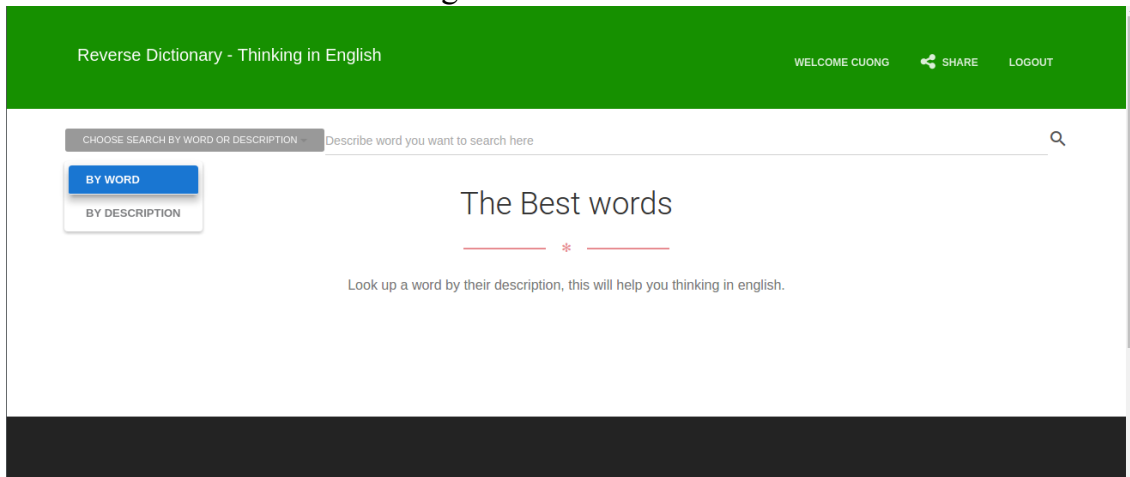 Reverse Dictionary - Thinking in English
WELCOME CUONG SHARE LOGOUT
CHOOSE SEARCH BY WORD OR DESCRIPTION Describe word you want to search here
BY WORD
BY DESCRIPTION
The Best words
Look up a word by their description, this will help you thinking in english.